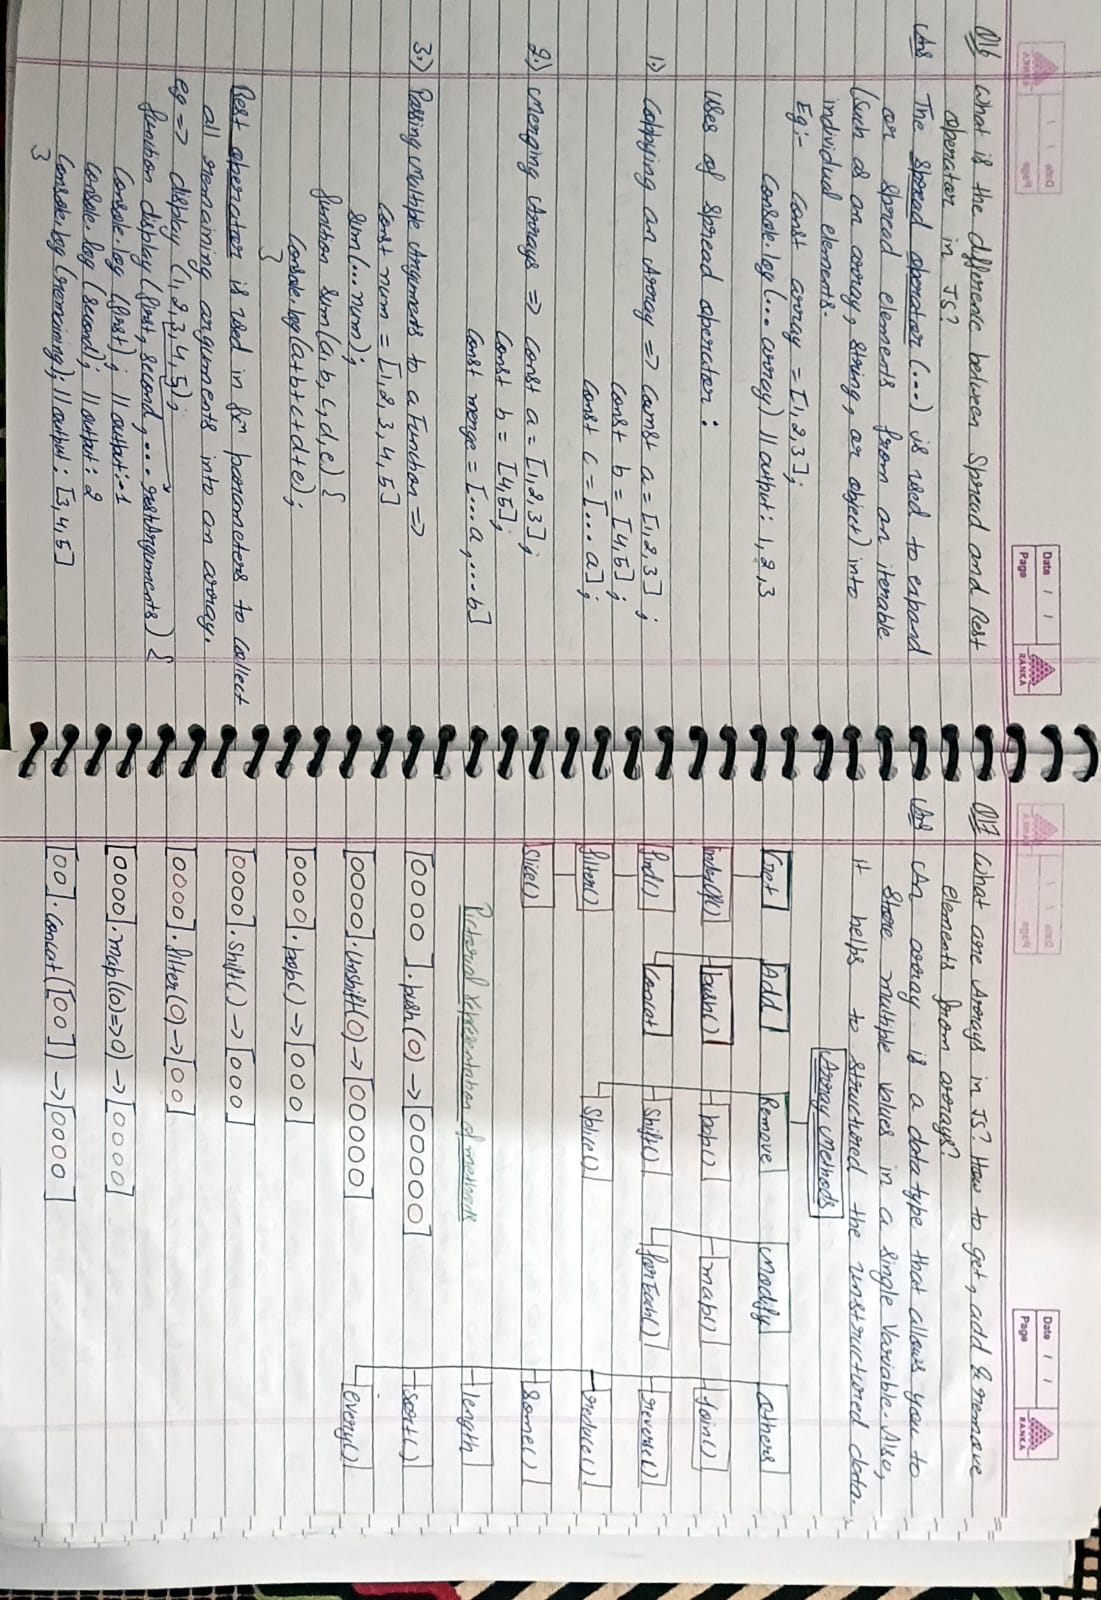 Date / /
Page
RANKA
Q16 What is the difference between Spread and Rest
operator in JS?
Ans The Spread operator (...) is used to expand
or spread elements from an iterable
(such as an array, string, or object) into
individual elements.
Eg:- const array = [1,2,3];
Console.log(...array) // output: 1,2,3
Uses of Spread operator:
1.) Coppying an Array => const a = [1,2,3];
const b = [4,5];
const c = [...a];
2.) Merging Arrays => const a = [1,2,3];
const b = [4,5];
const merge = [...a,...b]
3.) Passing Multiple Arguments to a Function =>
const num = [1,2,3,4,5]
sum(...num);
function sum(a,b,c,d,e) {
Console.log(a+b+c+d+e);
}
Rest operator is used in fxn parameters to collect
all remaining arguments into an array.
eg => display (1,2,3,4,5);
function display (first, second, ... restArguments) {
Console.log (first); // output:-1
Console.log (second); // output: 2
Console.log (remaining); // output: [3,4,5]
}
Date / /
Page
RANKA
Q17 What are Arrays in JS? How to get, add & remove
elements from arrays?
Ans An array is a data type that allows you to
Store multiple values in a single Variable. Also,
it helps to structured the unstructured data.
Array Methods
Get Add Remove Modify others
indexOf() push() pop() map() join()
find() Concat Shift() forEach() reverse()
filter() Splice() reduce()
Slice() Some()
Pictorial representation of methods length
[0000].push(0) → [00000] sort()
[0000].Unshift(0) → [00000] every()
[0000].pop() → [000]
[0000].Shift() → [000]
[0000].filter(0) → [00]
[0000].map((0)=>0) → [0000]
[00].Concat([00]) → [0000]